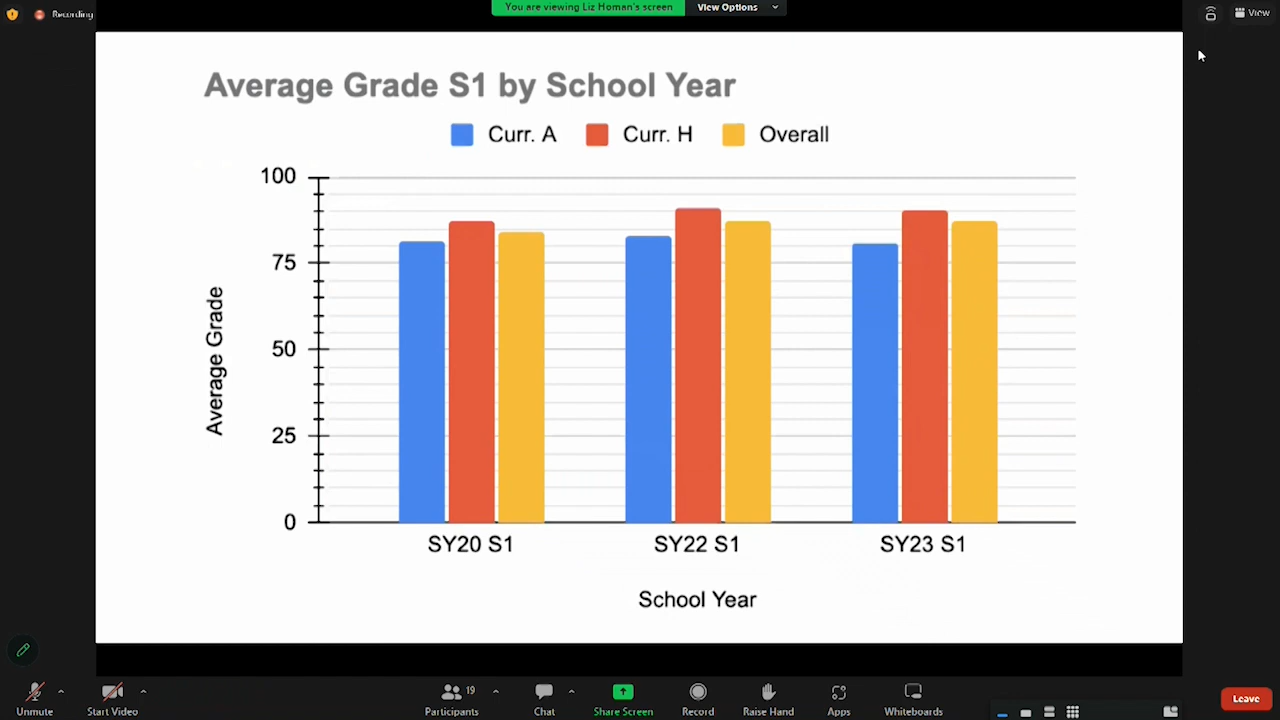 Recording
You are viewing Liz Homan's screen
View Options
View
Average Grade S1 by School Year
Curr. A
Curr. H
Overall
100
75
50
25
0
Average Grade
SY20 S1
SY22 S1
SY23 S1
School Year
Unmute
Start Video
19
Participants
Chat
Share Screen
Record
Raise Hand
Apps
Whiteboards
Leave